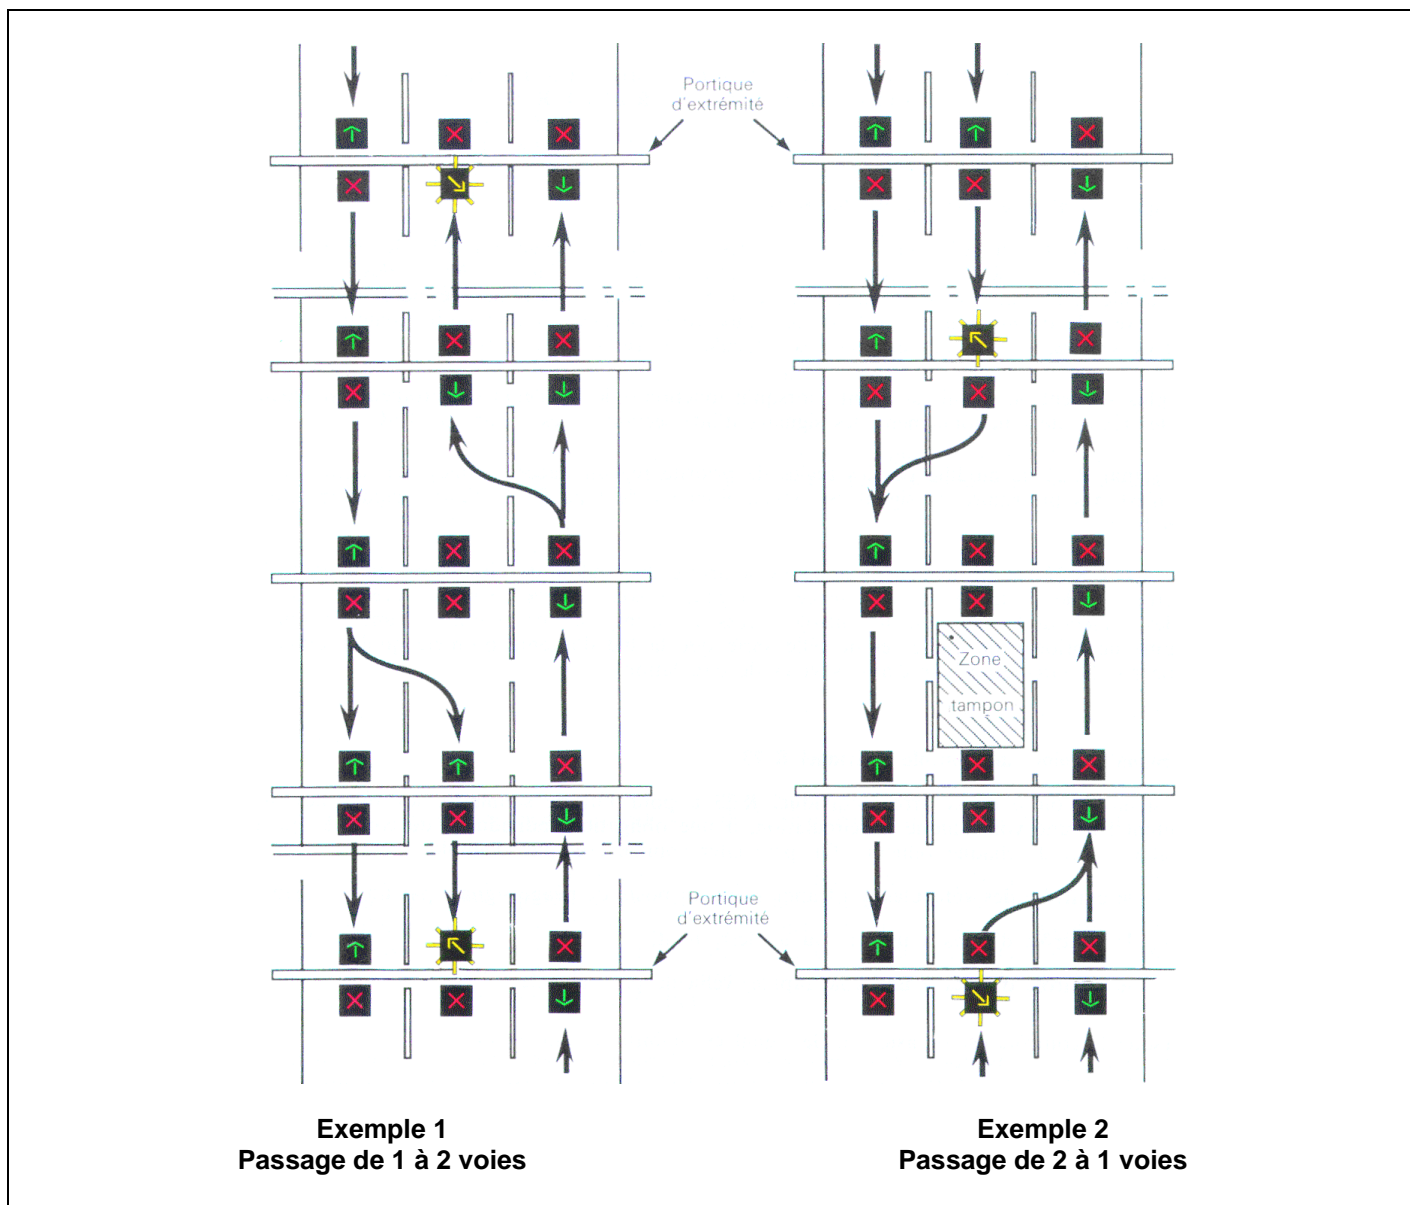 Portique
d'extrémité
Zone
tampon
Portique
d'extrémité
Exemple 1
Passage de 1 à 2 voies
Exemple 2
Passage de 2 à 1 voies